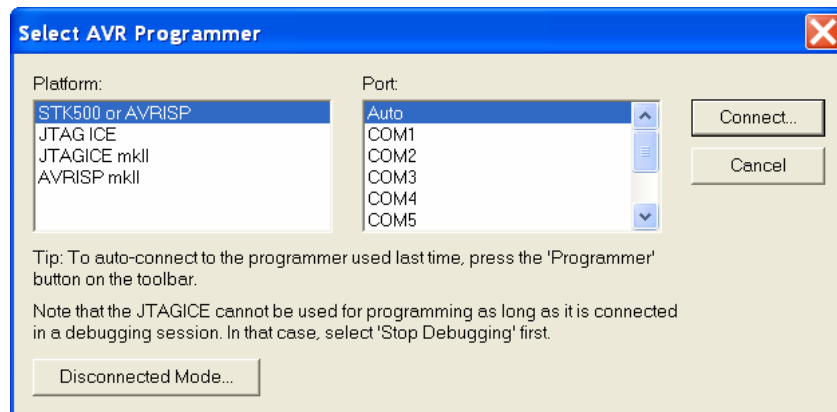 Select AVR Programmer
Platform:
STK500 or AVRISP
JTAG ICE
JTAGICE mkII
AVRISP mkII
Port:
Auto
COM1
COM2
COM3
COM4
COM5
Connect...
Cancel
Tip: To auto-connect to the programmer used last time, press the 'Programmer'
button on the toolbar.
Note that the JTAGICE cannot be used for programming as long as it is connected
in a debugging session. In that case, select 'Stop Debugging' first.
Disconnected Mode...